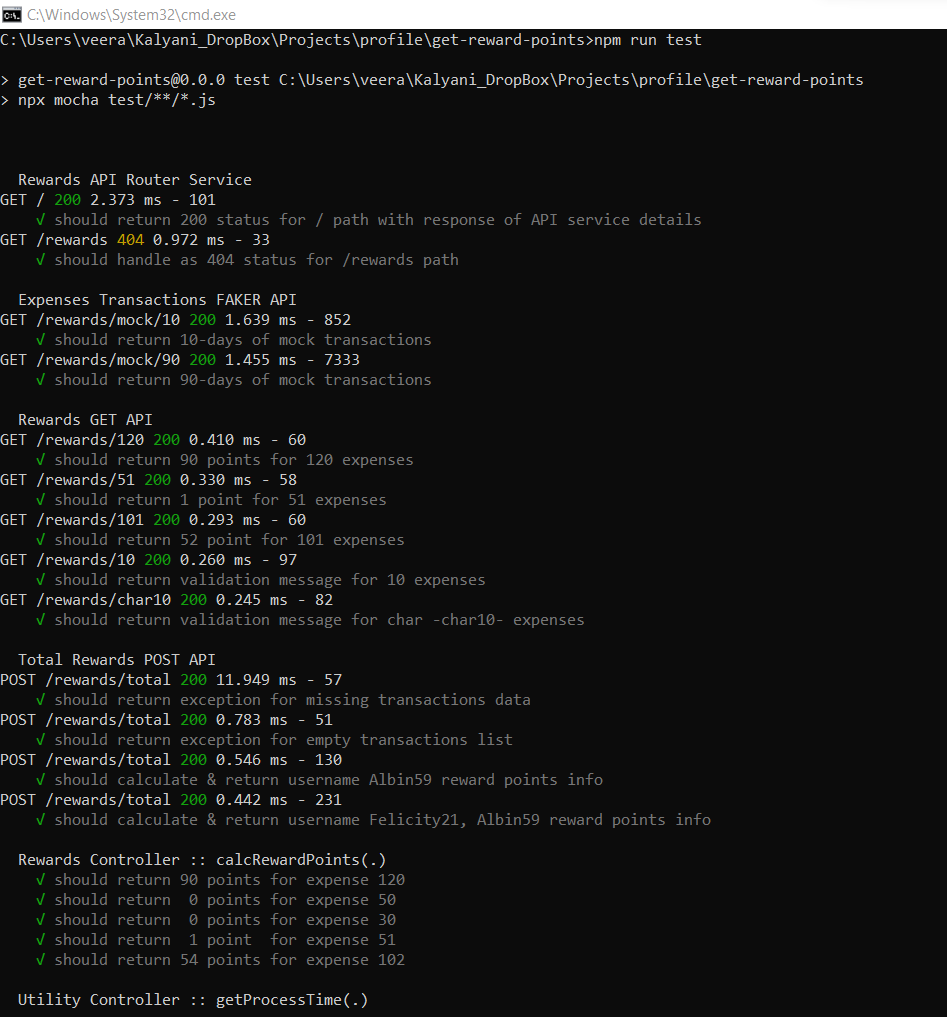 C:\Windows\System32\cmd.exe
C:\Users\veera\Kalyani_DropBox\Projects\profile\get-reward-points>npm run test
> get-reward-points@0.0.0 test C:\Users\veera\Kalyani_DropBox\Projects\profile\get-reward-points
> npx mocha test/**/*.js
Rewards API Router Service
GET / 200 2.373 ms - 101
√ should return 200 status for / path with response of API service details
GET /rewards 404 0.972 ms - 33
√ should handle as 404 status for /rewards path
Expenses Transactions FAKER API
GET /rewards/mock/10 200 1.639 ms - 852
√ should return 10-days of mock transactions
GET /rewards/mock/90 200 1.455 ms - 7333
√ should return 90-days of mock transactions
Rewards GET API
GET /rewards/120 200 0.410 ms - 60
√ should return 90 points for 120 expenses
GET /rewards/51 200 0.330 ms - 58
√ should return 1 point for 51 expenses
GET /rewards/101 200 0.293 ms - 60
√ should return 52 point for 101 expenses
GET /rewards/10 200 0.260 ms - 97
√ should return validation message for 10 expenses
GET /rewards/char10 200 0.245 ms - 82
√ should return validation message for char -char10- expenses
Total Rewards POST API
POST /rewards/total 200 11.949 ms - 57
√ should return exception for missing transactions data
POST /rewards/total 200 0.783 ms - 51
√ should return exception for empty transactions list
POST /rewards/total 200 0.546 ms - 130
√ should calculate & return username Albin59 reward points info
POST /rewards/total 200 0.442 ms - 231
√ should calculate & return username Felicity21, Albin59 reward points info
Rewards Controller :: calcRewardPoints(.)
√ should return 90 points for expense 120
√ should return  0 points for expense 50
√ should return  0 points for expense 30
√ should return  1 point  for expense 51
√ should return 54 points for expense 102
Utility Controller :: getProcessTime(.)